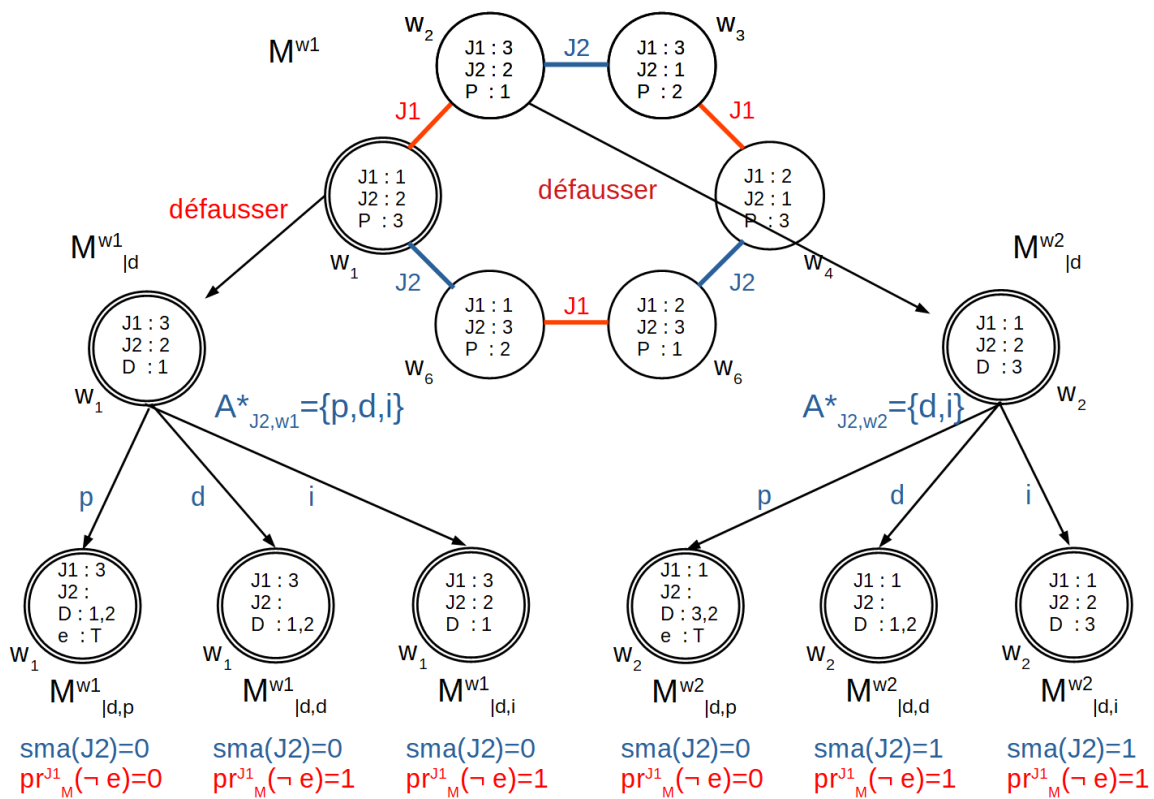 M^w1
w_2
J1 : 3
J2 : 2
P : 1
J2
J1 : 3
J2 : 1
P : 2
w_3
J1
J1
J1 : 1
J2 : 2
P : 3
w_1
défausser
défausser
J1 : 2
J2 : 1
P : 3
w_4
J2
J2
J1 : 1
J2 : 3
P : 2
w_6
J1
J1 : 2
J2 : 3
P : 1
w_6
M^w1_|d
J1 : 3
J2 : 2
D : 1
w_1
M^w2_|d
J1 : 1
J2 : 2
D : 3
w_2
A*_J2,w1={p,d,i}
A*_J2,w2={d,i}
p
d
i
p
d
i
J1 : 3
J2 :
D : 1,2
e : T
w_1
M^w1_|d,p
J1 : 3
J2 :
D : 1,2
w_1
M^w1_|d,d
J1 : 3
J2 : 2
D : 1
w_1
M^w1_|d,i
J1 : 1
J2 :
D : 3,2
e : T
w_2
M^w2_|d,p
J1 : 1
J2 :
D : 1,2
w_2
M^w2_|d,d
J1 : 1
J2 : 2
D : 3
w_2
M^w2_|d,i
sma(J2)=0
pr^J1_M(¬ e)=0
sma(J2)=0
pr^J1_M(¬ e)=1
sma(J2)=0
pr^J1_M(¬ e)=1
sma(J2)=0
pr^J1_M(¬ e)=0
sma(J2)=1
pr^J1_M(¬ e)=1
sma(J2)=1
pr^J1_M(¬ e)=1